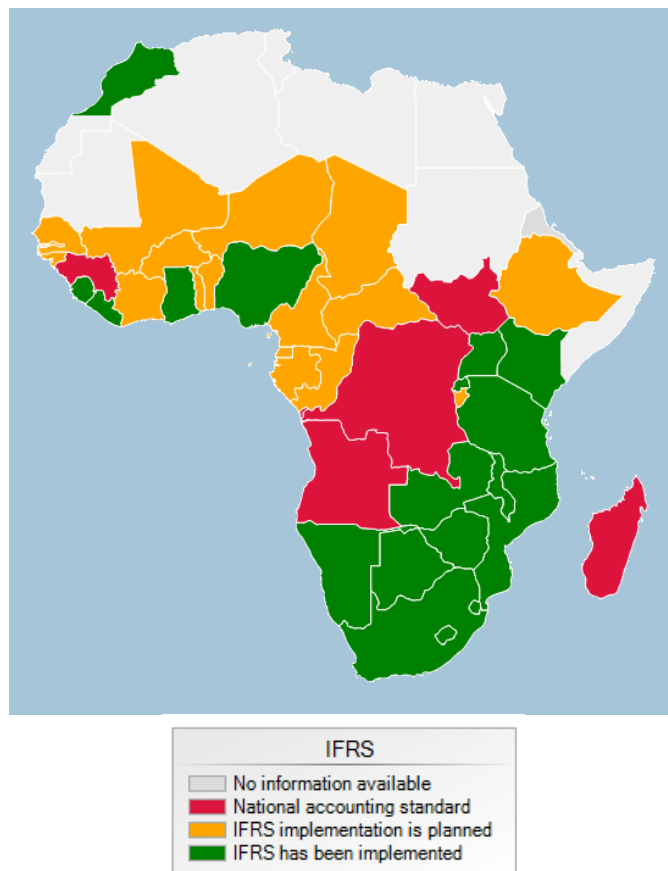 IFRS
No information available
National accounting standard
IFRS implementation is planned
IFRS has been implemented